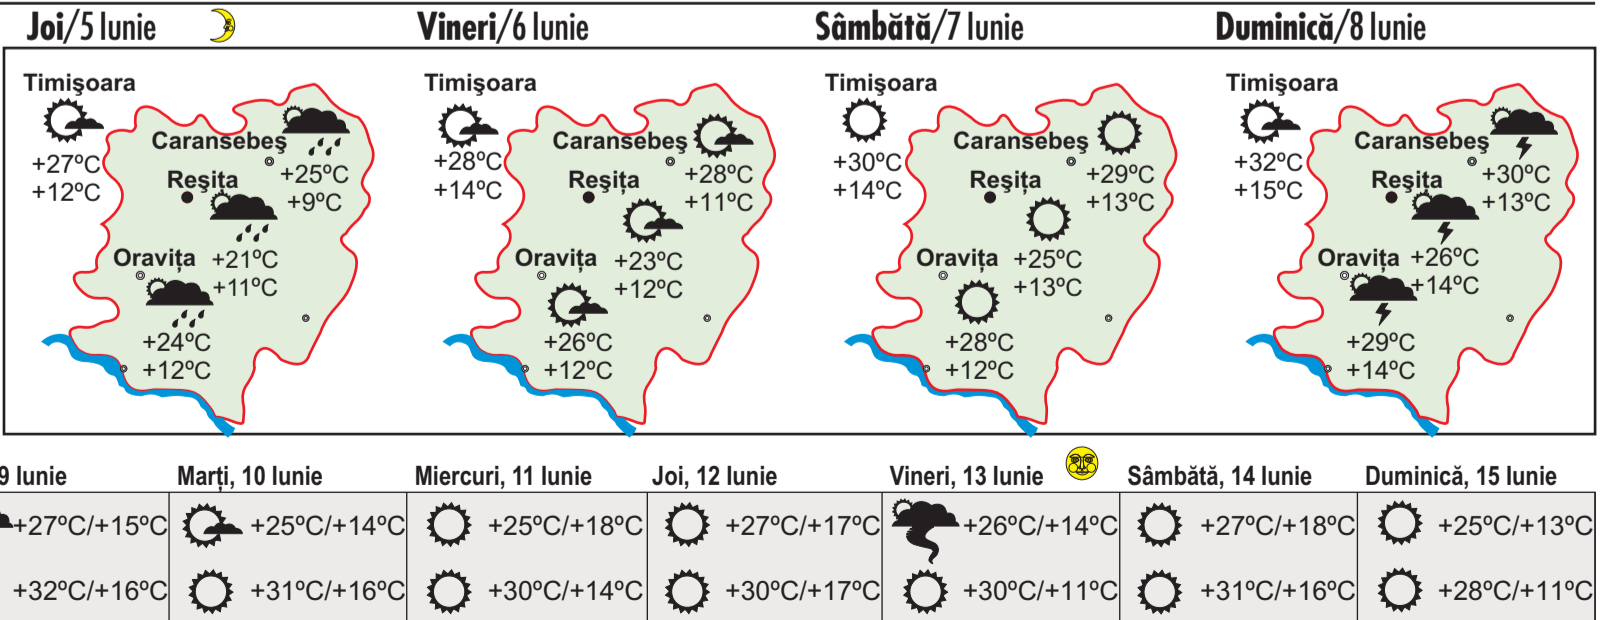 Joi/5 Iunie
Vineri/6 Iunie
Sâmbătă/7 Iunie
Duminică/8 Iunie
Timişoara
+27ºC
+12ºC
Caransebeş
+25ºC
+9ºC
Reşiţa
+21ºC
+11ºC
Oraviţa
+24ºC
+12ºC
Timişoara
+28ºC
+14ºC
Caransebeş
+28ºC
+11ºC
Reşiţa
+23ºC
+12ºC
Oraviţa
+26ºC
+12ºC
Timişoara
+30ºC
+14ºC
Caransebeş
+29ºC
+13ºC
Reşiţa
+25ºC
+13ºC
Oraviţa
+28ºC
+12ºC
Timişoara
+32ºC
+15ºC
Caransebeş
+30ºC
+13ºC
Reşiţa
+26ºC
+14ºC
Oraviţa
+29ºC
+14ºC
9 Iunie
Marți, 10 Iunie
Miercuri, 11 Iunie
Joi, 12 Iunie
Vineri, 13 Iunie
Sâmbătă, 14 Iunie
Duminică, 15 Iunie
+27ºC/+15ºC
+25ºC/+14ºC
+25ºC/+18ºC
+27ºC/+17ºC
+26ºC/+14ºC
+27ºC/+18ºC
+25ºC/+13ºC
+32ºC/+16ºC
+31ºC/+16ºC
+30ºC/+14ºC
+30ºC/+17ºC
+30ºC/+11ºC
+31ºC/+16ºC
+28ºC/+11ºC